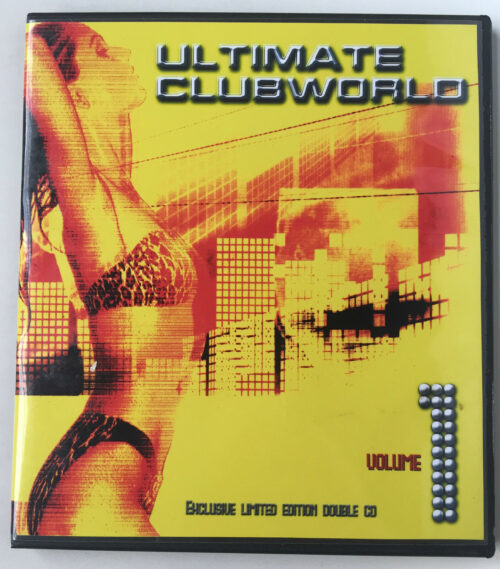 ULTIMATE
CLUBWORLD
VOLUME 1
EXCLUSIVE LIMITED EDITION DOUBLE CD